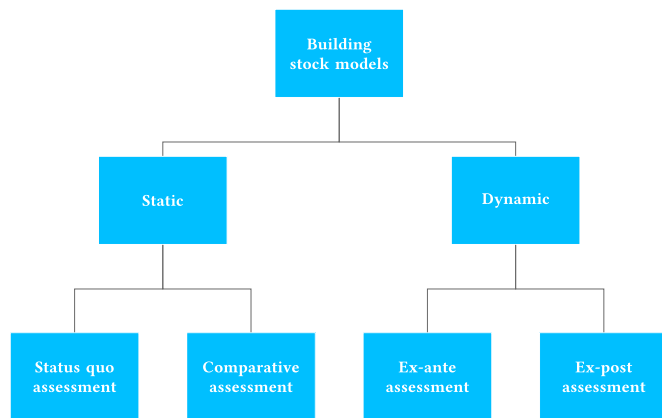 Building
stock models
Static
Dynamic
Status quo
assessment
Comparative
assessment
Ex-ante
assessment
Ex-post
assessment